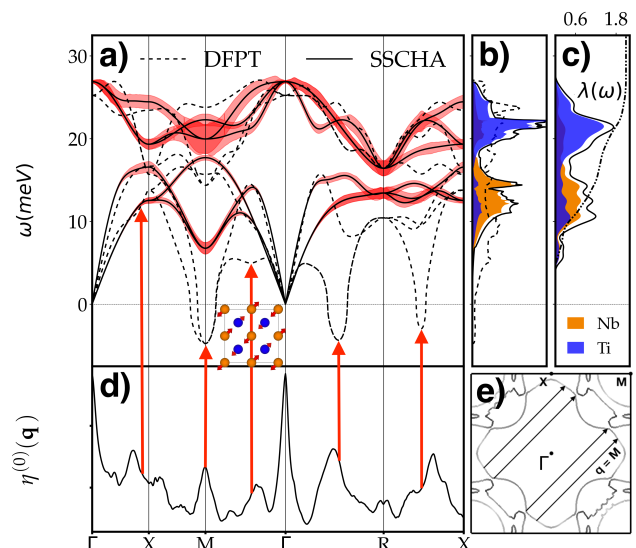 0.6 1.8
a) DFPT SSCHA b) c)
λ(ω)
30
20
10
0
ω(meV)
Nb
Ti
d) e)
X M
Γ
q = M
η⁽⁰⁾(q)
Γ X M Γ R X